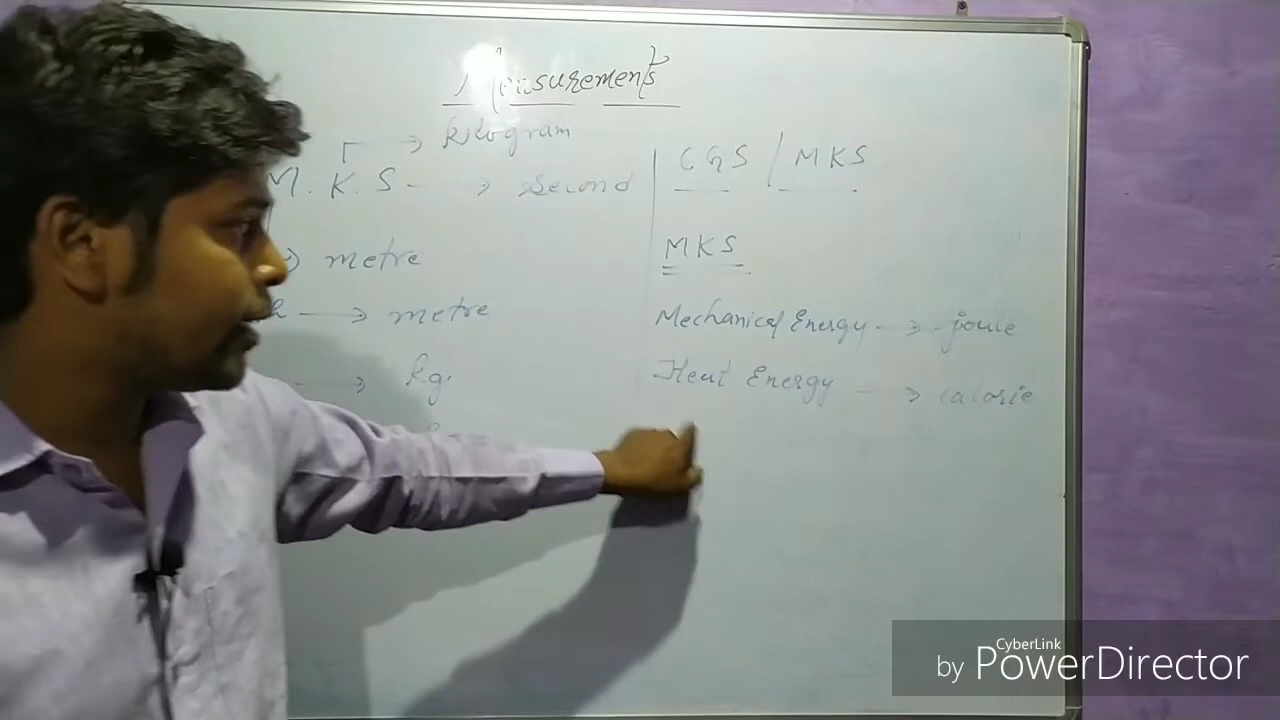 Measurements
kilogram
M. K. S → second
→ metre
→ metre
→ kg.
CGS / MKS
MKS
Mechanical Energy → joule
Heat Energy → calorie
CyberLink
by PowerDirector